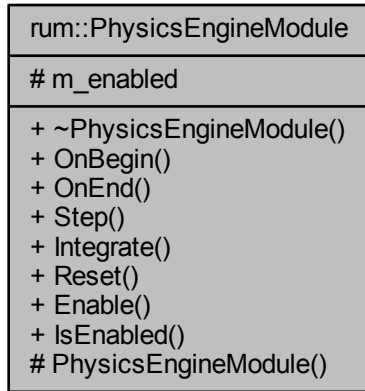 rum::PhysicsEngineModule
# m_enabled
+ ~PhysicsEngineModule()
+ OnBegin()
+ OnEnd()
+ Step()
+ Integrate()
+ Reset()
+ Enable()
+ IsEnabled()
# PhysicsEngineModule()